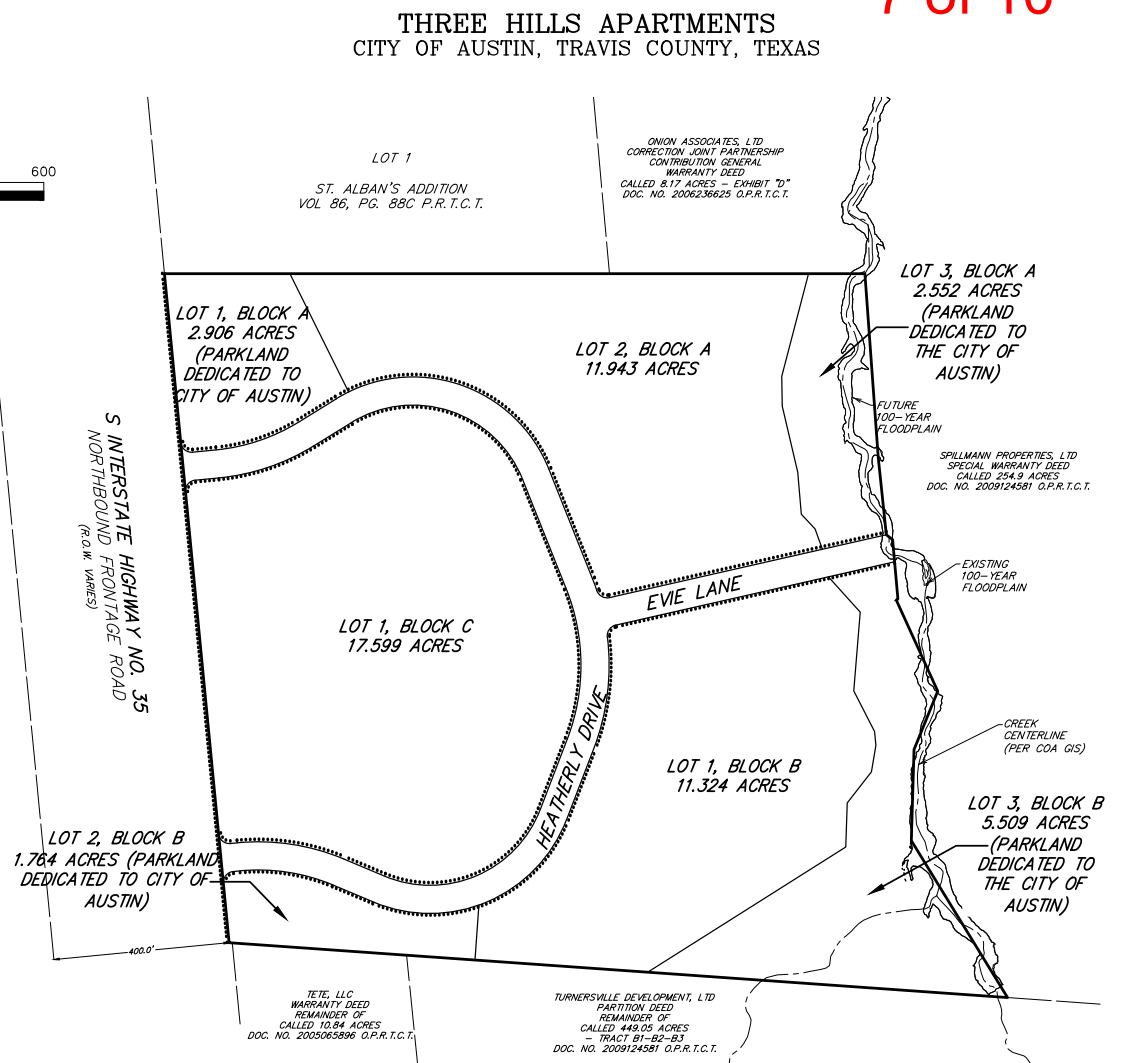 7 of 10
THREE HILLS APARTMENTS
CITY OF AUSTIN, TRAVIS COUNTY, TEXAS
600
LOT 1
ST. ALBAN'S ADDITION
VOL 86, PG. 88C P.R.T.C.T.
ONION ASSOCIATES, LTD
CORRECTION JOINT PARTNERSHIP
CONTRIBUTION GENERAL
WARRANTY DEED
CALLED 8.17 ACRES – EXHIBIT "D"
DOC. NO. 2006236625 O.P.R.T.C.T.
LOT 1, BLOCK A
2.906 ACRES
(PARKLAND
DEDICATED TO
CITY OF AUSTIN)
LOT 2, BLOCK A
11.943 ACRES
LOT 3, BLOCK A
2.552 ACRES
(PARKLAND
DEDICATED TO
THE CITY OF
AUSTIN)
FUTURE
100-YEAR
FLOODPLAIN
SPILLMANN PROPERTIES, LTD
SPECIAL WARRANTY DEED
CALLED 254.9 ACRES
DOC. NO. 2009124581 O.P.R.T.C.T.
S INTERSTATE HIGHWAY NO. 35
NORTHBOUND FRONTAGE ROAD
(R.O.W. VARIES)
EXISTING
100-YEAR
FLOODPLAIN
EVIE LANE
LOT 1, BLOCK C
17.599 ACRES
HEATHERLY DRIVE
CREEK
CENTERLINE
(PER COA GIS)
LOT 1, BLOCK B
11.324 ACRES
LOT 3, BLOCK B
5.509 ACRES
(PARKLAND
DEDICATED TO
THE CITY OF
AUSTIN)
LOT 2, BLOCK B
1.764 ACRES (PARKLAND
DEDICATED TO CITY OF
AUSTIN)
400.0'
TETE, LLC
WARRANTY DEED
REMAINDER OF
CALLED 10.84 ACRES
DOC. NO. 2005065896 O.P.R.T.C.T.
TURNERSVILLE DEVELOPMENT, LTD
PARTITION DEED
REMAINDER OF
CALLED 449.05 ACRES
– TRACT B1-B2-B3
DOC. NO. 2009124581 O.P.R.T.C.T.